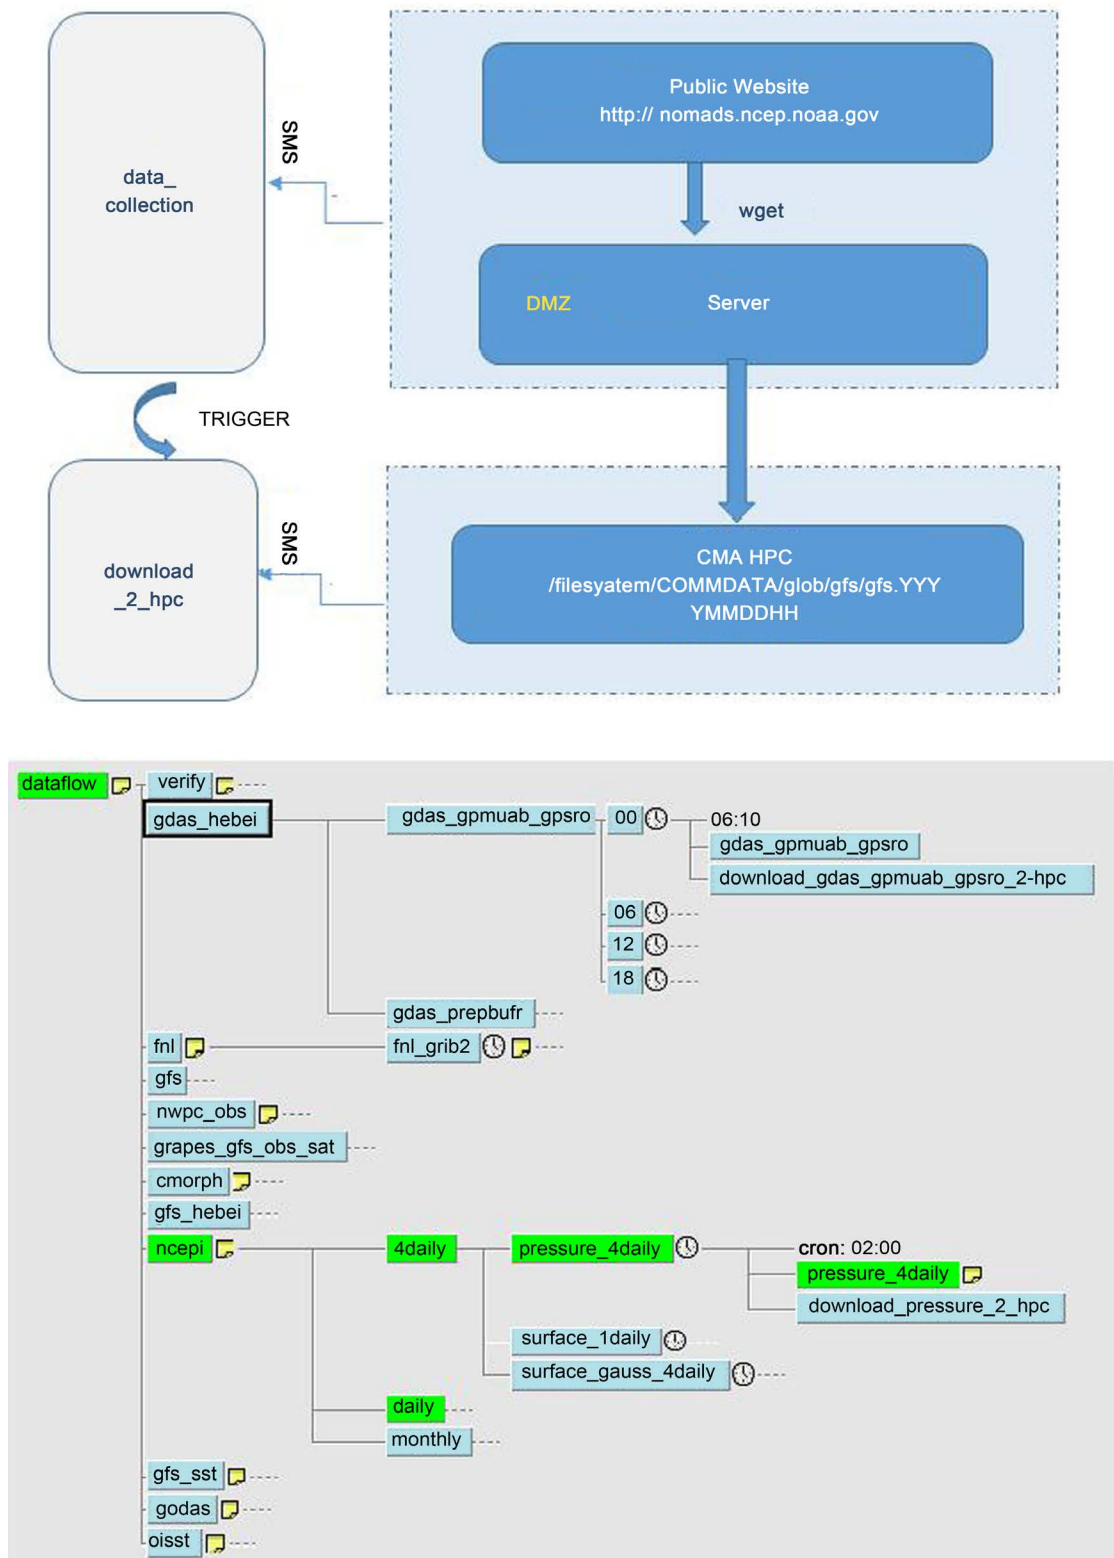 Public Website
http:// nomads.ncep.noaa.gov
SMS
data_
collection
wget
DMZ Server
TRIGGER
SMS
download
_2_hpc
CMA HPC
/filesyatem/COMMDATA/glob/gfs/gfs.YYY
YMMDDHH
dataflow
verify
gdas_hebei
gdas_gpmuab_gpsro
00
06:10
gdas_gpmuab_gpsro
download_gdas_gpmuab_gpsro_2-hpc
06
12
18
gdas_prepbufr
fnl
fnl_grib2
gfs
nwpc_obs
grapes_gfs_obs_sat
cmorph
gfs_hebei
ncepi
4daily
pressure_4daily
cron: 02:00
pressure_4daily
download_pressure_2_hpc
surface_1daily
surface_gauss_4daily
daily
monthly
gfs_sst
godas
oisst